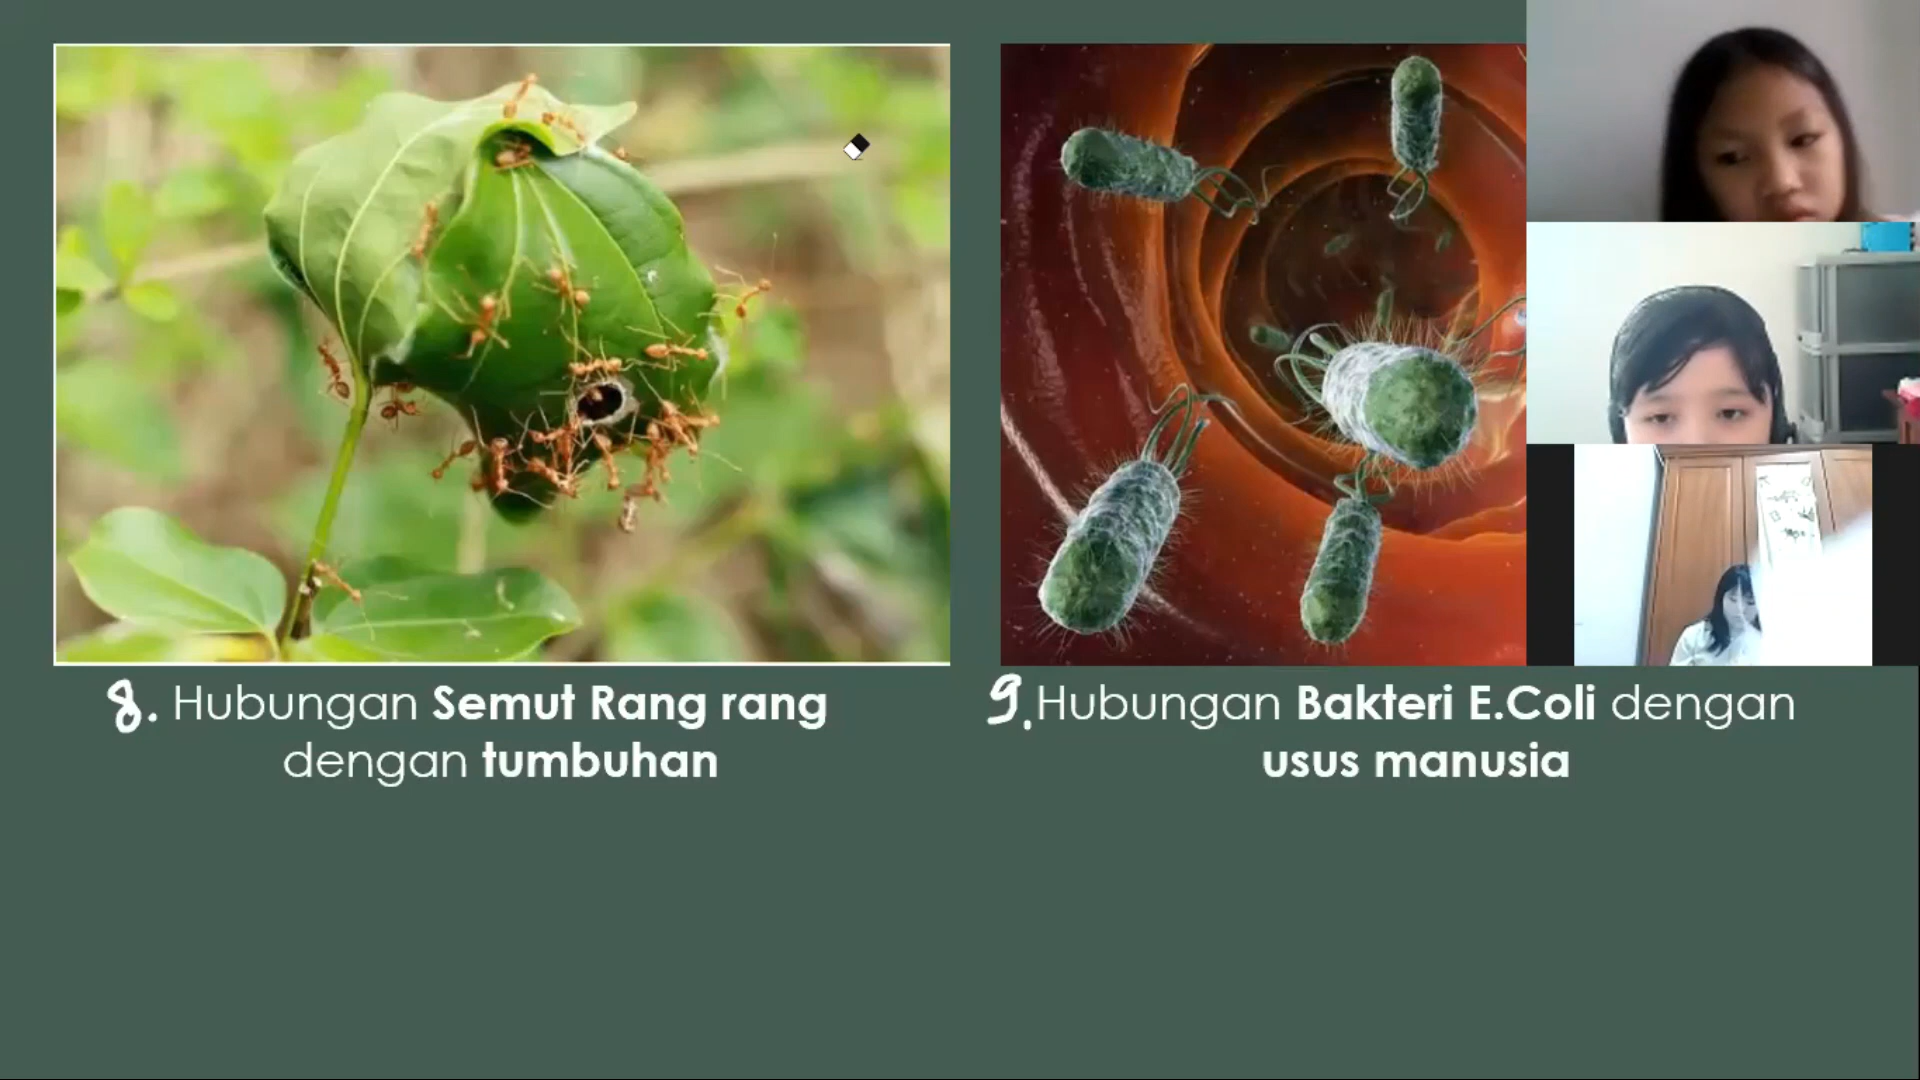 8. Hubungan Semut Rang rang
dengan tumbuhan
9. Hubungan Bakteri E.Coli dengan
usus manusia